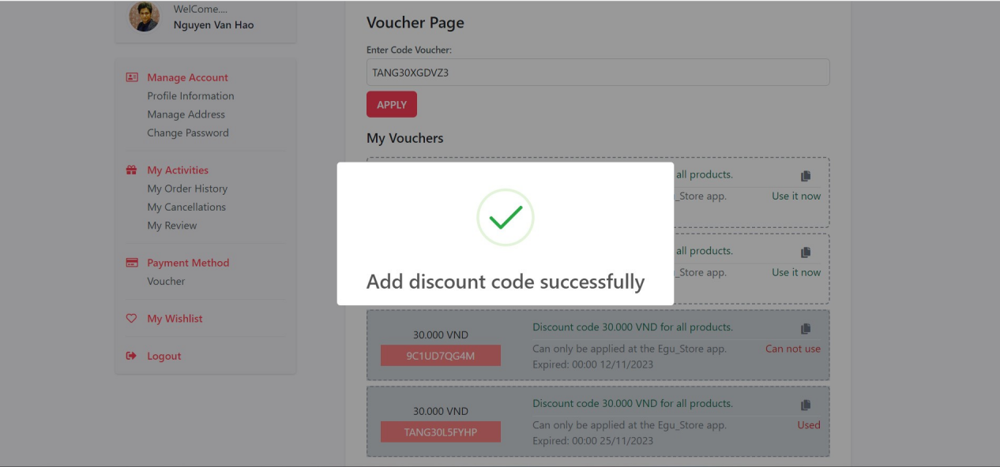 WelCome....
Nguyen Van Hao
Manage Account
Profile Information
Manage Address
Change Password
My Activities
My Order History
My Cancellations
My Review
Payment Method
Voucher
My Wishlist
Logout
Voucher Page
Enter Code Voucher:
TANG30XGDVZ3
APPLY
My Vouchers
all products.
_Store app.
Use it now
all products.
_Store app.
Use it now
Add discount code successfully
30.000 VND
9C1UD7QG4M
Discount code 30.000 VND for all products.
Can only be applied at the Egu_Store app.
Can not use
Expired: 00:00 12/11/2023
30.000 VND
TANG30L5FYHP
Discount code 30.000 VND for all products.
Can only be applied at the Egu_Store app.
Used
Expired: 00:00 25/11/2023